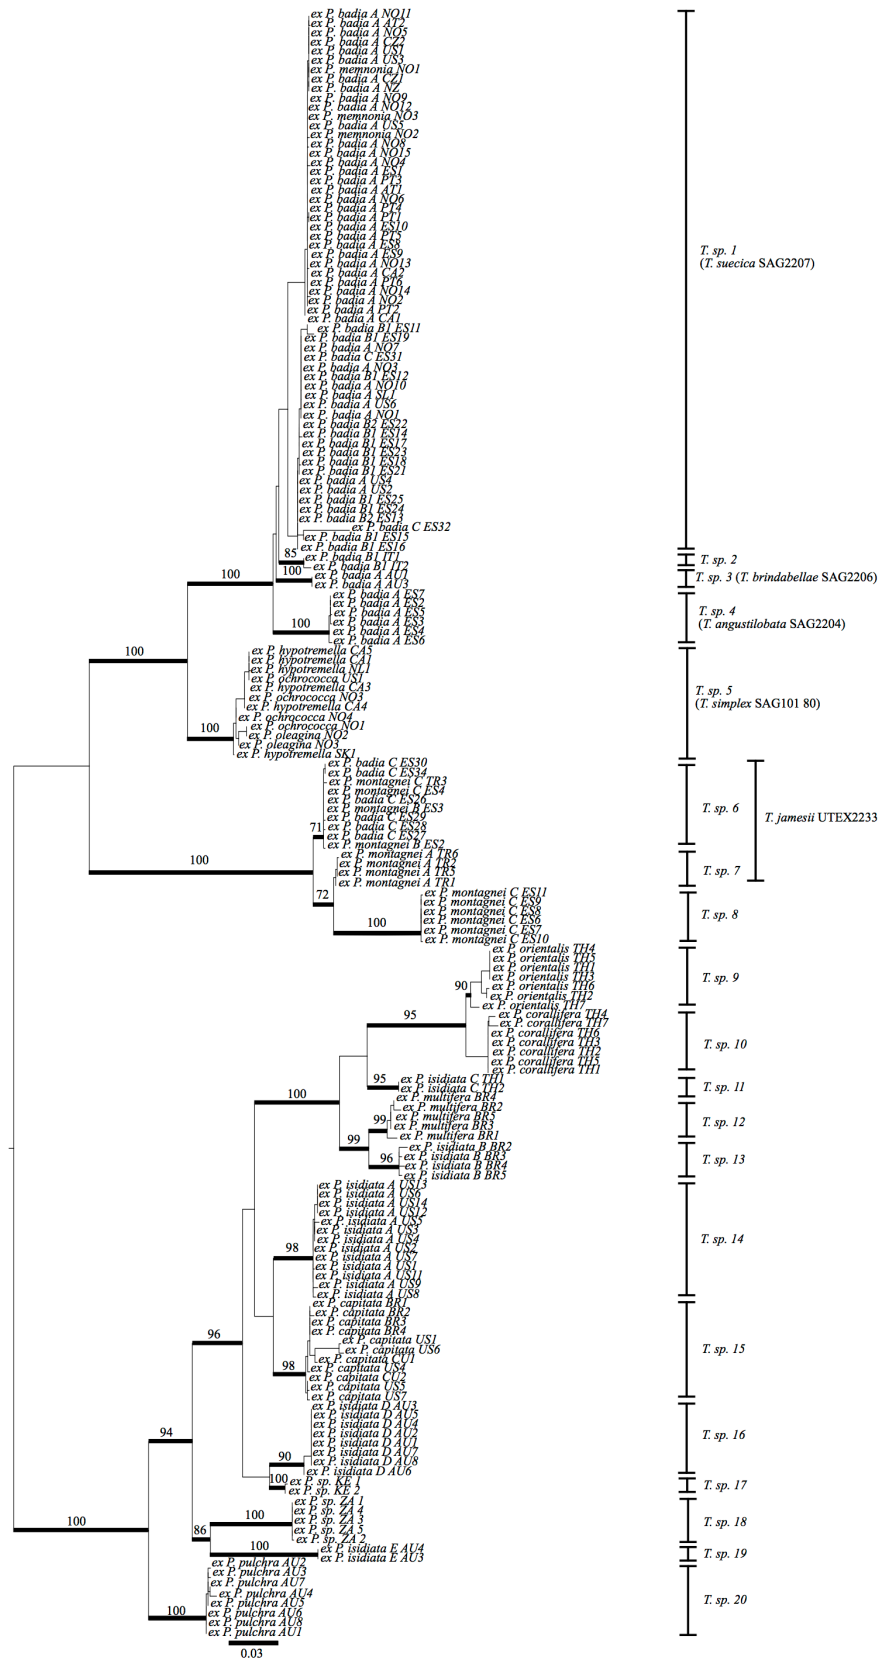 ex P. badia A NO11
ex P. badia A AT2
ex P. badia A NO5
ex P. badia A CZ2
ex P. badia A US1
ex P. badia A US3
ex P. memnonia NO1
ex P. badia A CZ1
ex P. badia A NZ
ex P. badia A NO9
ex P. badia A NO12
ex P. memnonia NO3
ex P. badia A US5
ex P. memnonia NO2
ex P. badia A NO8
ex P. badia A NO15
ex P. badia A NO4
ex P. badia A ES1
ex P. badia A PT3
ex P. badia A AT1
ex P. badia A NO6
ex P. badia A PT4
ex P. badia A PT1
ex P. badia A ES10
ex P. badia A PT5
ex P. badia A ES8
ex P. badia A ES9
ex P. badia A NO13
ex P. badia A CA2
ex P. badia A PT6
ex P. badia A NO14
ex P. badia A NO2
ex P. badia A PT2
ex P. badia A CA1
ex P. badia B1 ES11
ex P. badia B1 ES19
ex P. badia A NO7
ex P. badia C ES31
ex P. badia A NO3
ex P. badia B1 ES12
ex P. badia A NO10
ex P. badia A SL1
ex P. badia A US6
ex P. badia A NO1
ex P. badia B2 ES22
ex P. badia B1 ES14
ex P. badia B1 ES17
ex P. badia B1 ES23
ex P. badia B1 ES18
ex P. badia B1 ES21
ex P. badia A US4
ex P. badia A US2
ex P. badia B1 ES25
ex P. badia B1 ES24
ex P. badia B2 ES13
ex P. badia C ES32
ex P. badia B1 ES15
ex P. badia B1 ES16
T. sp. 1
(T. suecica SAG2207)
85
ex P. badia B1 IT1
ex P. badia B1 IT2
T. sp. 2
100
ex P. badia A AU1
ex P. badia A AU3
T. sp. 3 (T. brindabellae SAG2206)
100
ex P. badia A ES7
ex P. badia A ES2
ex P. badia A ES5
ex P. badia A ES3
ex P. badia A ES4
ex P. badia A ES6
100
T. sp. 4
(T. angustilobata SAG2204)
100
ex P. hypotremella CA5
ex P. hypotremella CA1
ex P. hypotremella NL1
ex P. ochrococca US1
ex P. hypotremella CA3
ex P. ochrococca NO3
ex P. hypotremella CA4
ex P. ochrococca NO4
ex P. ochrococca NO1
ex P. oleagina NO2
ex P. oleagina NO3
ex P. hypotremella SK1
100
T. sp. 5
(T. simplex SAG101 80)
ex P. badia C ES30
ex P. badia C ES34
ex P. montagnei C TR3
ex P. montagnei C ES4
ex P. badia C ES26
ex P. montagnei B ES3
ex P. badia C ES29
ex P. badia C ES28
ex P. badia C ES27
ex P. montagnei B ES2
71
T. sp. 6
T. jamesii UTEX2233
100
ex P. montagnei A TR6
ex P. montagnei A TR2
ex P. montagnei A TR5
ex P. montagnei A TR1
T. sp. 7
72
ex P. montagnei C ES11
ex P. montagnei C ES9
ex P. montagnei C ES8
ex P. montagnei C ES6
ex P. montagnei C ES7
ex P. montagnei C ES10
100
T. sp. 8
ex P. orientalis TH4
ex P. orientalis TH5
ex P. orientalis TH1
ex P. orientalis TH3
ex P. orientalis TH6
ex P. orientalis TH2
ex P. orientalis TH7
90
T. sp. 9
95
ex P. corallifera TH4
ex P. corallifera TH7
ex P. corallifera TH6
ex P. corallifera TH3
ex P. corallifera TH2
ex P. corallifera TH5
ex P. corallifera TH1
T. sp. 10
95
ex P. isidiata C TH1
ex P. isidiata C TH2
T. sp. 11
100
ex P. multifera BR4
ex P. multifera BR2
ex P. multifera BR5
ex P. multifera BR3
ex P. multifera BR1
99
T. sp. 12
99
ex P. isidiata B BR2
ex P. isidiata B BR3
ex P. isidiata B BR4
ex P. isidiata B BR5
96
T. sp. 13
ex P. isidiata A US13
ex P. isidiata A US6
ex P. isidiata A US14
ex P. isidiata A US12
ex P. isidiata A US5
ex P. isidiata A US3
ex P. isidiata A US4
ex P. isidiata A US2
ex P. isidiata A US7
ex P. isidiata A US1
ex P. isidiata A US11
ex P. isidiata A US9
ex P. isidiata A US8
98
T. sp. 14
96
ex P. capitata BR1
ex P. capitata BR2
ex P. capitata BR3
ex P. capitata BR4
ex P. capitata US1
ex P. capitata US6
ex P. capitata CU1
ex P. capitata US4
ex P. capitata CU2
ex P. capitata US5
ex P. capitata US7
98
T. sp. 15
94
ex P. isidiata D AU3
ex P. isidiata D AU5
ex P. isidiata D AU4
ex P. isidiata D AU2
ex P. isidiata D AU1
ex P. isidiata D AU7
ex P. isidiata D AU8
ex P. isidiata D AU6
90
T. sp. 16
100
ex P. sp. KE 1
ex P. sp. KE 2
T. sp. 17
100
ex P. sp. ZA 1
ex P. sp. ZA 4
ex P. sp. ZA 3
ex P. sp. ZA 5
ex P. sp. ZA 2
100
T. sp. 18
86
100
ex P. isidiata E AU4
ex P. isidiata E AU3
T. sp. 19
ex P. pulchra AU2
ex P. pulchra AU3
ex P. pulchra AU7
ex P. pulchra AU4
ex P. pulchra AU5
ex P. pulchra AU6
ex P. pulchra AU8
ex P. pulchra AU1
100
T. sp. 20
0.03